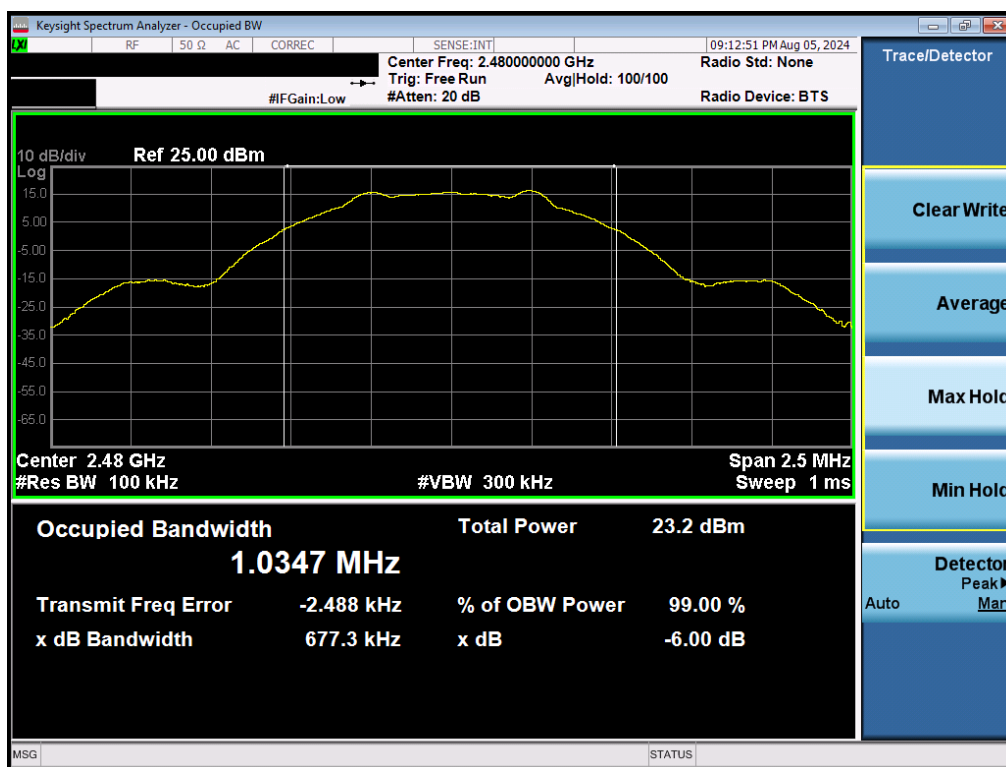 Keysight Spectrum Analyzer - Occupied BW
LXI RF 50 Ω AC CORREC SENSE:INT 09:12:51 PM Aug 05, 2024
Center Freq: 2.480000000 GHz Radio Std: None
Trig: Free Run Avg|Hold: 100/100
#IFGain:Low #Atten: 20 dB Radio Device: BTS
Trace/Detector
10 dB/div Ref 25.00 dBm
Log
15.0
5.00
-5.00
-15.0
-25.0
-35.0
-45.0
-55.0
-65.0
Center 2.48 GHz Span 2.5 MHz
#Res BW 100 kHz #VBW 300 kHz Sweep 1 ms
Occupied Bandwidth Total Power 23.2 dBm
1.0347 MHz
Transmit Freq Error -2.488 kHz % of OBW Power 99.00 %
x dB Bandwidth 677.3 kHz x dB -6.00 dB
Clear Write
Average
Max Hold
Min Hold
Detector
Peak
Auto Man
MSG STATUS